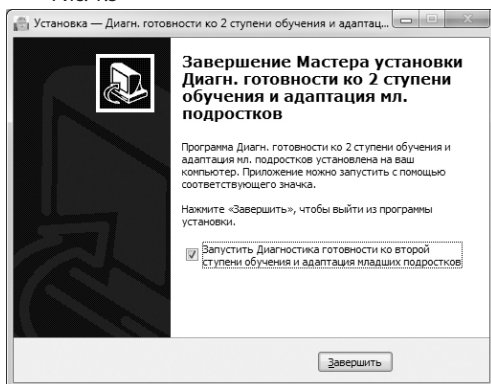 Установка — Диагн. готовности ко 2 ступени обучения и адаптац...
Завершение Мастера установки
Диагн. готовности ко 2 ступени
обучения и адаптация мл.
подростков
Программа Диагн. готовности ко 2 ступени обучения и
адаптация мл. подростков установлена на ваш
компьютер. Приложение можно запустить с помощью
соответствующего значка.
Нажмите «Завершить», чтобы выйти из программы
установки.
Запустить Диагностика готовности ко второй
ступени обучения и адаптация младших подростков
Завершить